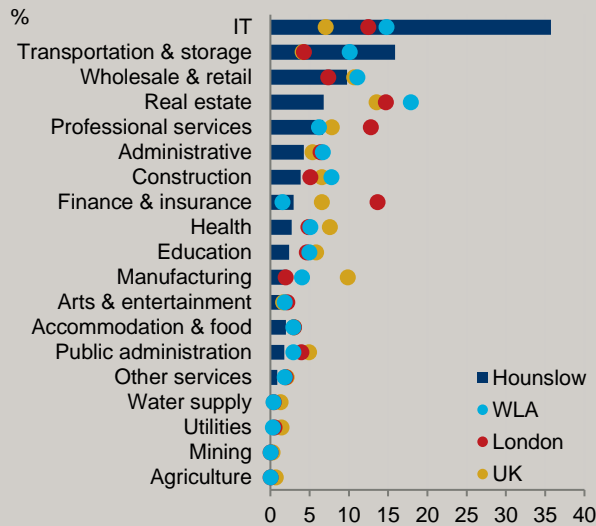 %
IT
Transportation & storage
Wholesale & retail
Real estate
Professional services
Administrative
Construction
Finance & insurance
Health
Education
Manufacturing
Arts & entertainment
Accommodation & food
Public administration
Other services
Water supply
Utilities
Mining
Agriculture
Hounslow
WLA
London
UK
0 5 10 15 20 25 30 35 40